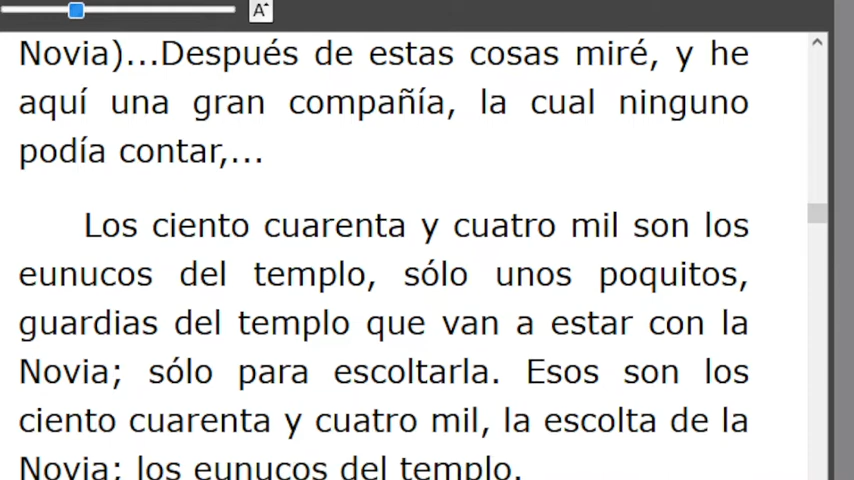 A
Novia)...Después de estas cosas miré, y he
aquí una gran compañía, la cual ninguno
podía contar,...
Los ciento cuarenta y cuatro mil son los
eunucos del templo, sólo unos poquitos,
guardias del templo que van a estar con la
Novia; sólo para escoltarla. Esos son los
ciento cuarenta y cuatro mil, la escolta de la
Novia; los eunucos del templo.